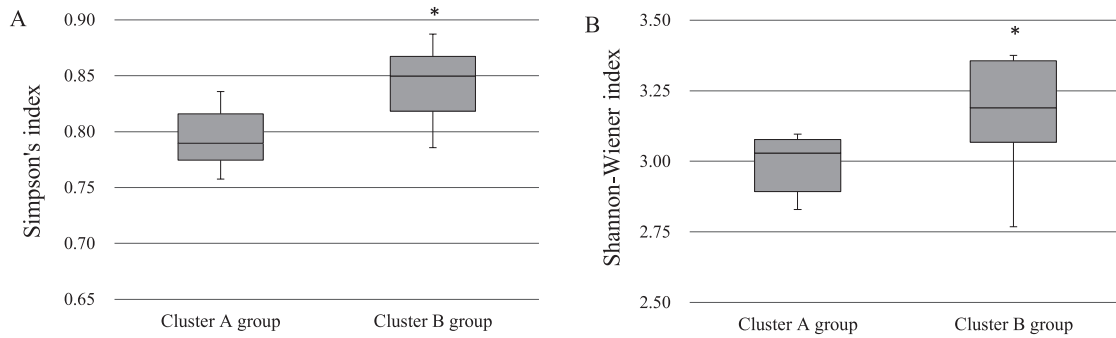 A
Simpson's index
0.90
0.85
0.80
0.75
0.70
0.65
*
Cluster A group
Cluster B group
B
Shannon-Wiener index
3.50
3.25
3.00
2.75
2.50
*
Cluster A group
Cluster B group